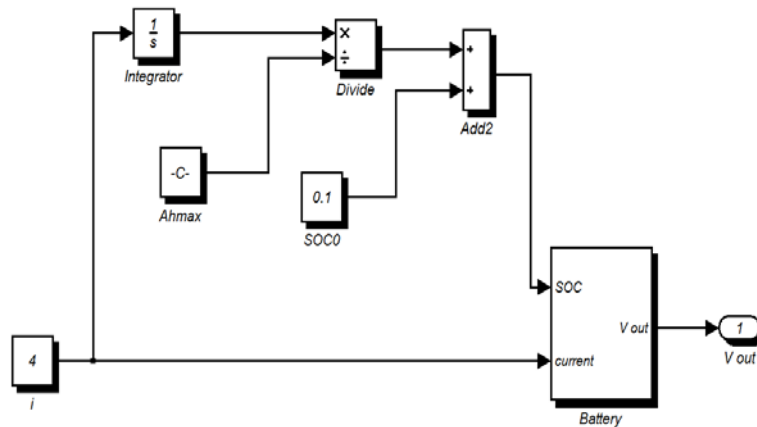 1
s
Integrator
×
÷
Divide
+
+
Add2
-C-
Ahmax
0.1
SOC0
SOC
V out
current
Battery
1
V out
4
i